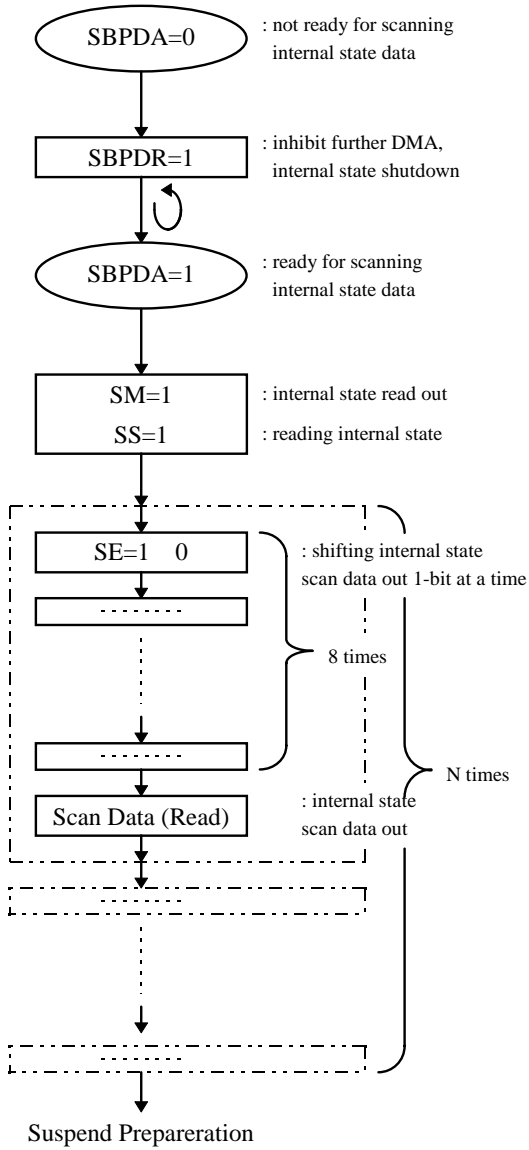 SBPDA=0
: not ready for scanning
internal state data
SBPDR=1
: inhibit further DMA,
internal state shutdown
SBPDA=1
: ready for scanning
internal state data
SM=1
: internal state read out
SS=1
: reading internal state
SE=1 0
: shifting internal state
scan data out 1-bit at a time
8 times
N times
Scan Data (Read)
: internal state
scan data out
Suspend Prepareration